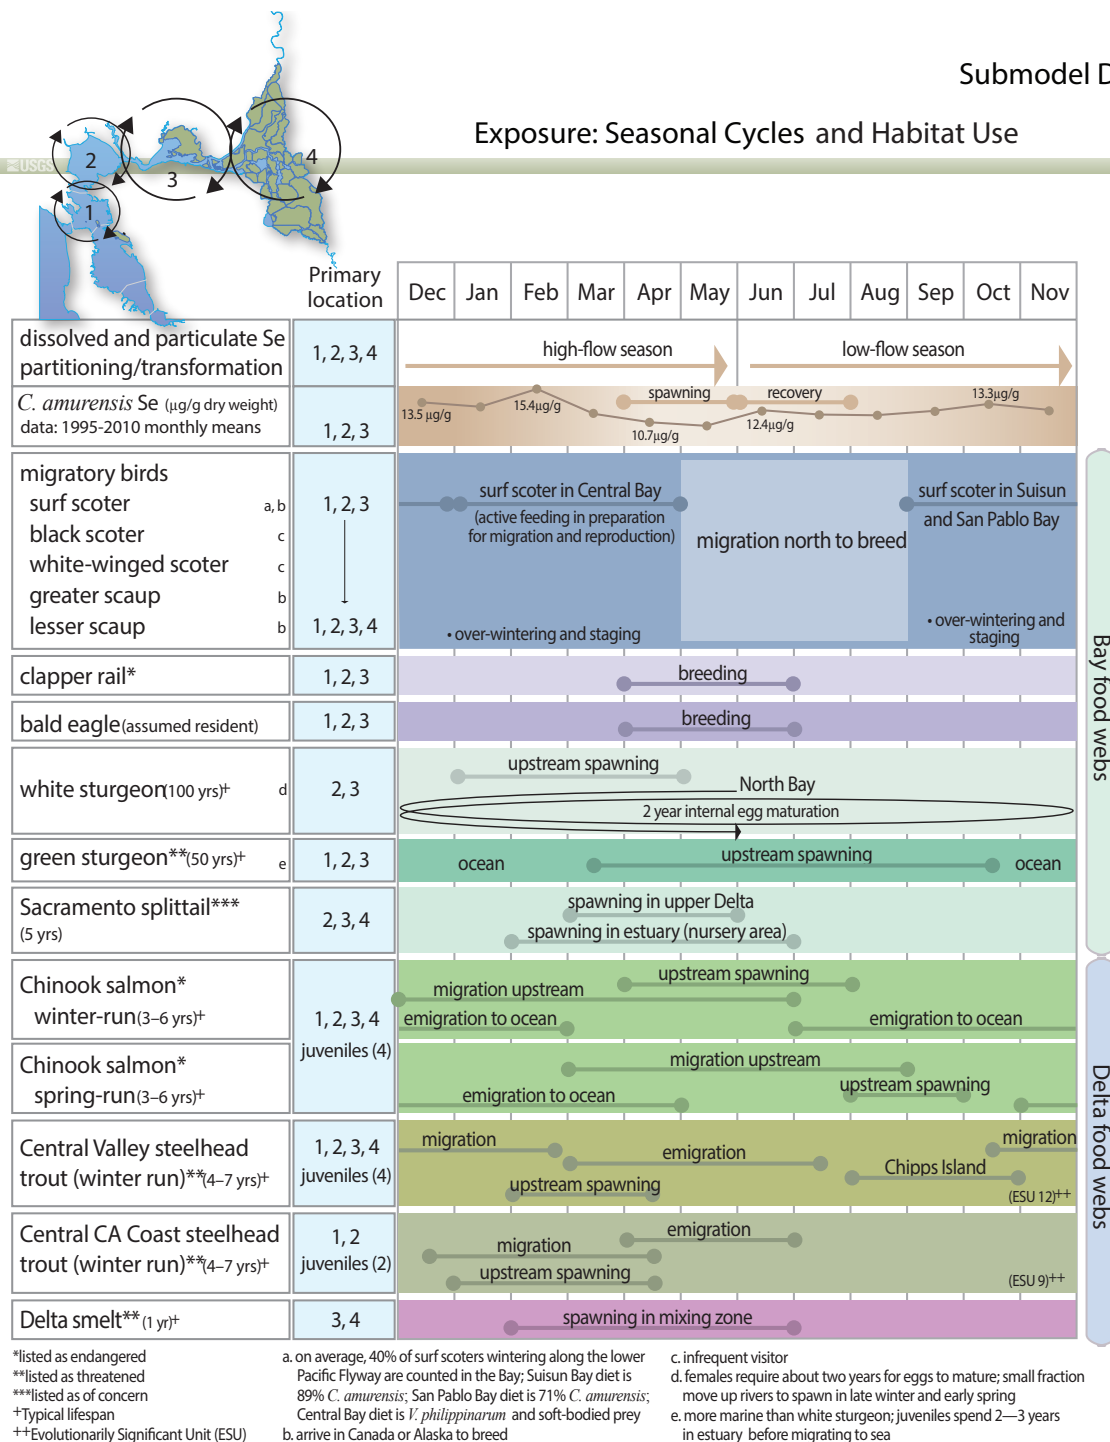 Submodel D
Exposure: Seasonal Cycles and Habitat Use
USGS
1
2
3
4
Primary
location
Dec Jan Feb Mar Apr May Jun Jul Aug Sep Oct Nov
dissolved and particulate Se
partitioning/transformation
1, 2, 3, 4
high-flow season
low-flow season
C. amurensis Se (µg/g dry weight)
data: 1995-2010 monthly means
1, 2, 3
13.5 µg/g
15.4µg/g
spawning
10.7µg/g
recovery
12.4µg/g
13.3µg/g
migratory birds
surf scoter a, b
black scoter c
white-winged scoter c
greater scaup b
lesser scaup b
1, 2, 3
1, 2, 3, 4
surf scoter in Central Bay
(active feeding in preparation
for migration and reproduction)
• over-wintering and staging
migration north to breed
surf scoter in Suisun
and San Pablo Bay
• over-wintering and
staging
clapper rail*
1, 2, 3
breeding
bald eagle (assumed resident)
1, 2, 3
breeding
white sturgeon(100 yrs)+ d
2, 3
upstream spawning
North Bay
2 year internal egg maturation
green sturgeon**(50 yrs)+ e
1, 2, 3
ocean
upstream spawning
ocean
Sacramento splittail***
(5 yrs)
2, 3, 4
spawning in upper Delta
spawning in estuary (nursery area)
Bay food webs
Chinook salmon*
winter-run(3–6 yrs)+
1, 2, 3, 4
juveniles (4)
upstream spawning
migration upstream
emigration to ocean
emigration to ocean
Chinook salmon*
spring-run(3–6 yrs)+
migration upstream
upstream spawning
emigration to ocean
Central Valley steelhead
trout (winter run)**(4–7 yrs)+
1, 2, 3, 4
juveniles (4)
migration
migration
emigration
Chipps Island
upstream spawning
(ESU 12)++
Central CA Coast steelhead
trout (winter run)**(4–7 yrs)+
1, 2
juveniles (2)
emigration
migration
upstream spawning
(ESU 9)++
Delta smelt** (1 yr)+
3, 4
spawning in mixing zone
Delta food webs
*listed as endangered
**listed as threatened
***listed as of concern
+Typical lifespan
++Evolutionarily Significant Unit (ESU)
a. on average, 40% of surf scoters wintering along the lower
Pacific Flyway are counted in the Bay; Suisun Bay diet is
89% C. amurensis; San Pablo Bay diet is 71% C. amurensis;
Central Bay diet is V. philippinarum and soft-bodied prey
b. arrive in Canada or Alaska to breed
c. infrequent visitor
d. females require about two years for eggs to mature; small fraction
move up rivers to spawn in late winter and early spring
e. more marine than white sturgeon; juveniles spend 2—3 years
in estuary before migrating to sea